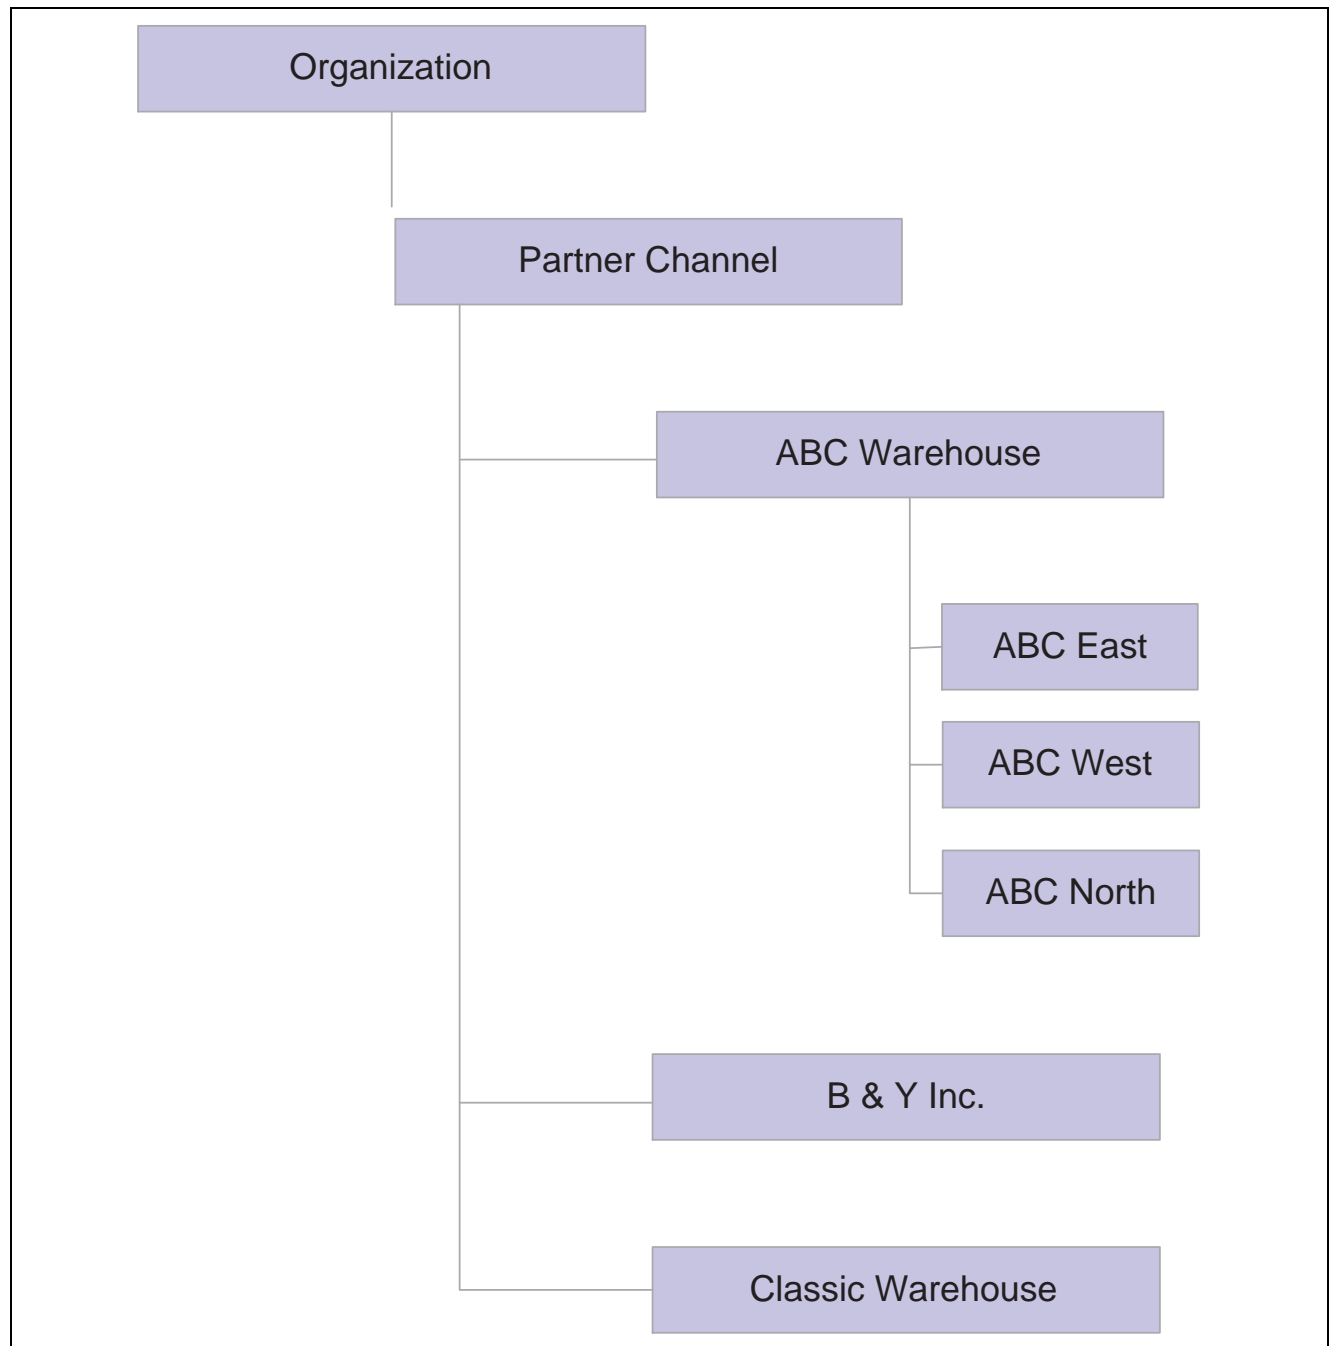 Organization
Partner Channel
ABC Warehouse
ABC East
ABC West
ABC North
B & Y Inc.
Classic Warehouse